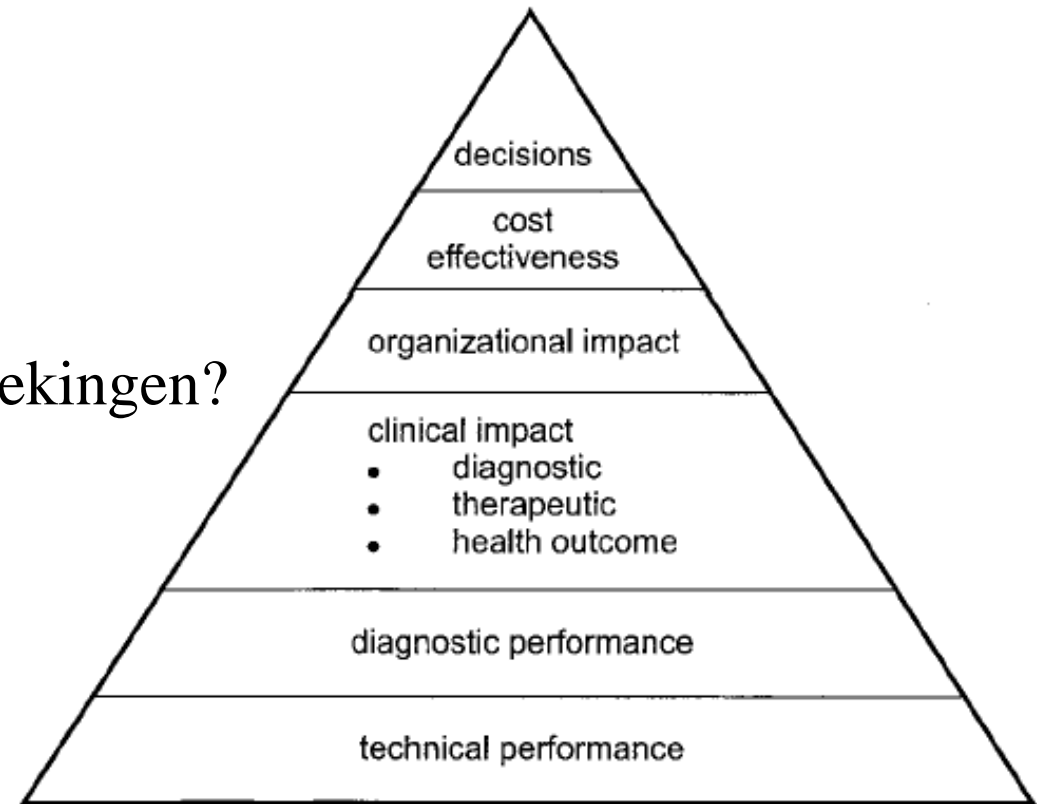 decisions
cost
effectiveness
organizational impact
ekingen?
clinical impact
• diagnostic
• therapeutic
• health outcome
diagnostic performance
technical performance